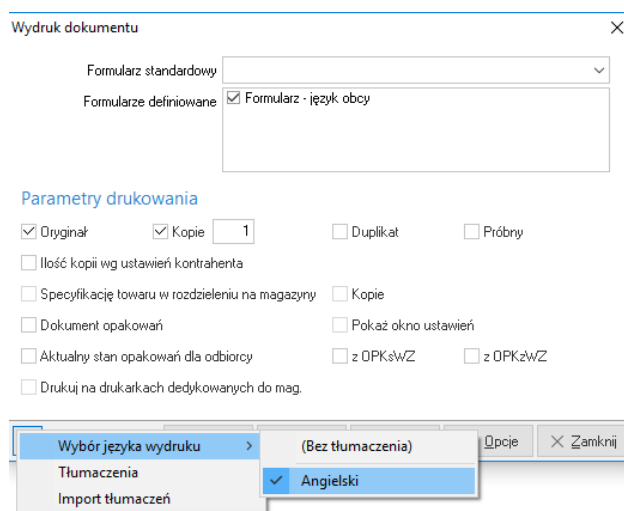 Wydruk dokumentu
Formularz standardowy
Formularze definiowane Formularz - język obcy
Parametry drukowania
Oryginał Kopie 1 Duplikat Próbny
Ilość kopii wg ustawień kontrahenta
Specyfikację towaru w rozdzieleniu na magazyny Kopie
Dokument opakowań Pokaż okno ustawień
Aktualny stan opakowań dla odbiorcy z OPKsWZ z OPKzWZ
Drukuj na drukarkach dedykowanych do mag.
Opcje Zamknij
Wybór języka wydruku (Bez tłumaczenia)
Tłumaczenia Angielski
Import tłumaczeń